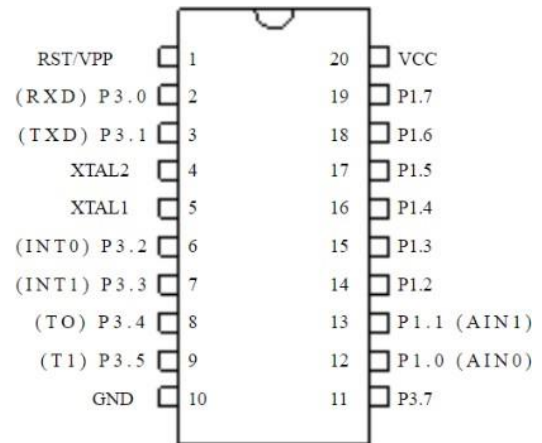 RST/VPP 1 20 VCC
(RXD) P3.0 2 19 P1.7
(TXD) P3.1 3 18 P1.6
XTAL2 4 17 P1.5
XTAL1 5 16 P1.4
(INT0) P3.2 6 15 P1.3
(INT1) P3.3 7 14 P1.2
(TO) P3.4 8 13 P1.1 (AIN1)
(T1) P3.5 9 12 P1.0 (AIN0)
GND 10 11 P3.7